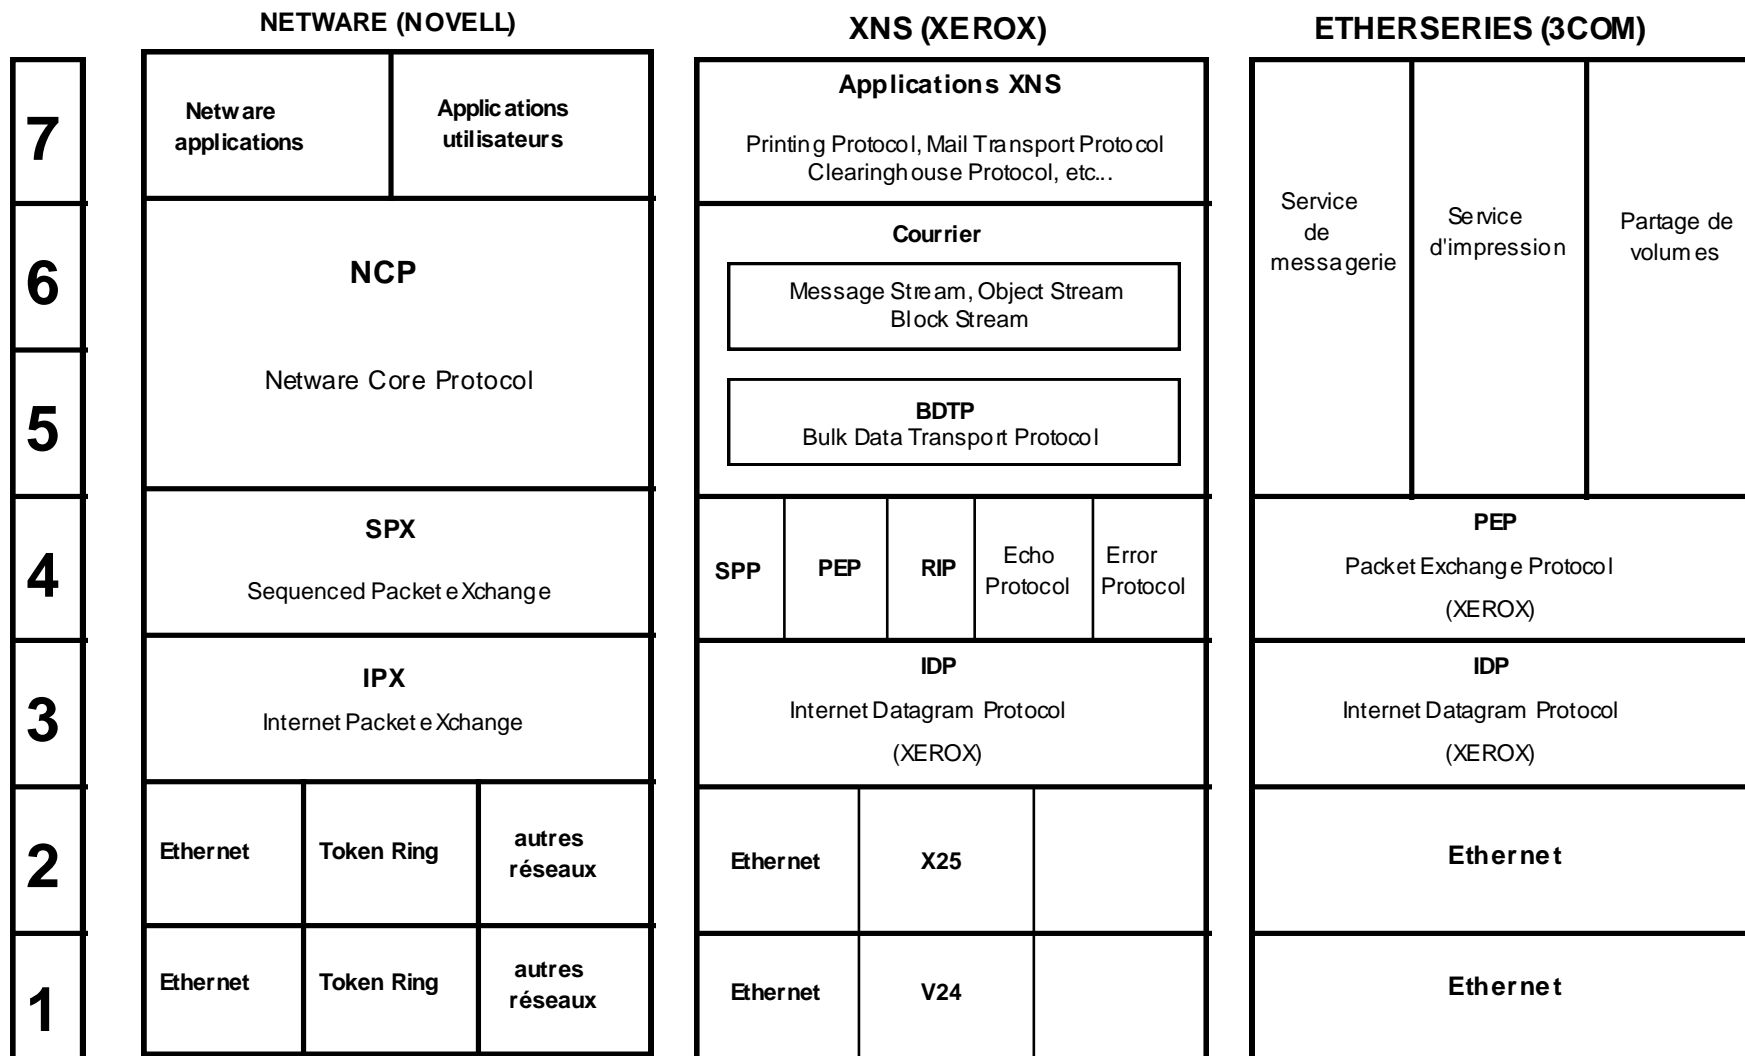 NETWARE (NOVELL)
XNS (XEROX)
ETHERSERIES (3COM)
7
Netware
applications
Applications
utilisateurs
Applications XNS
Printing Protocol, Mail Transport Protocol
Clearinghouse Protocol, etc...
Service
de
messagerie
Service
d'impression
Partage de
volumes
6
NCP
Netware Core Protocol
Courrier
Message Stream, Object Stream
Block Stream
5
BDTP
Bulk Data Transport Protocol
4
SPX
Sequenced Packet eXchange
SPP
PEP
RIP
Echo
Protocol
Error
Protocol
PEP
Packet Exchange Protocol
(XEROX)
3
IPX
Internet Packet eXchange
IDP
Internet Datagram Protocol
(XEROX)
IDP
Internet Datagram Protocol
(XEROX)
2
Ethernet
Token Ring
autres
réseaux
Ethernet
X25
Ethernet
1
Ethernet
Token Ring
autres
réseaux
Ethernet
V24
Ethernet